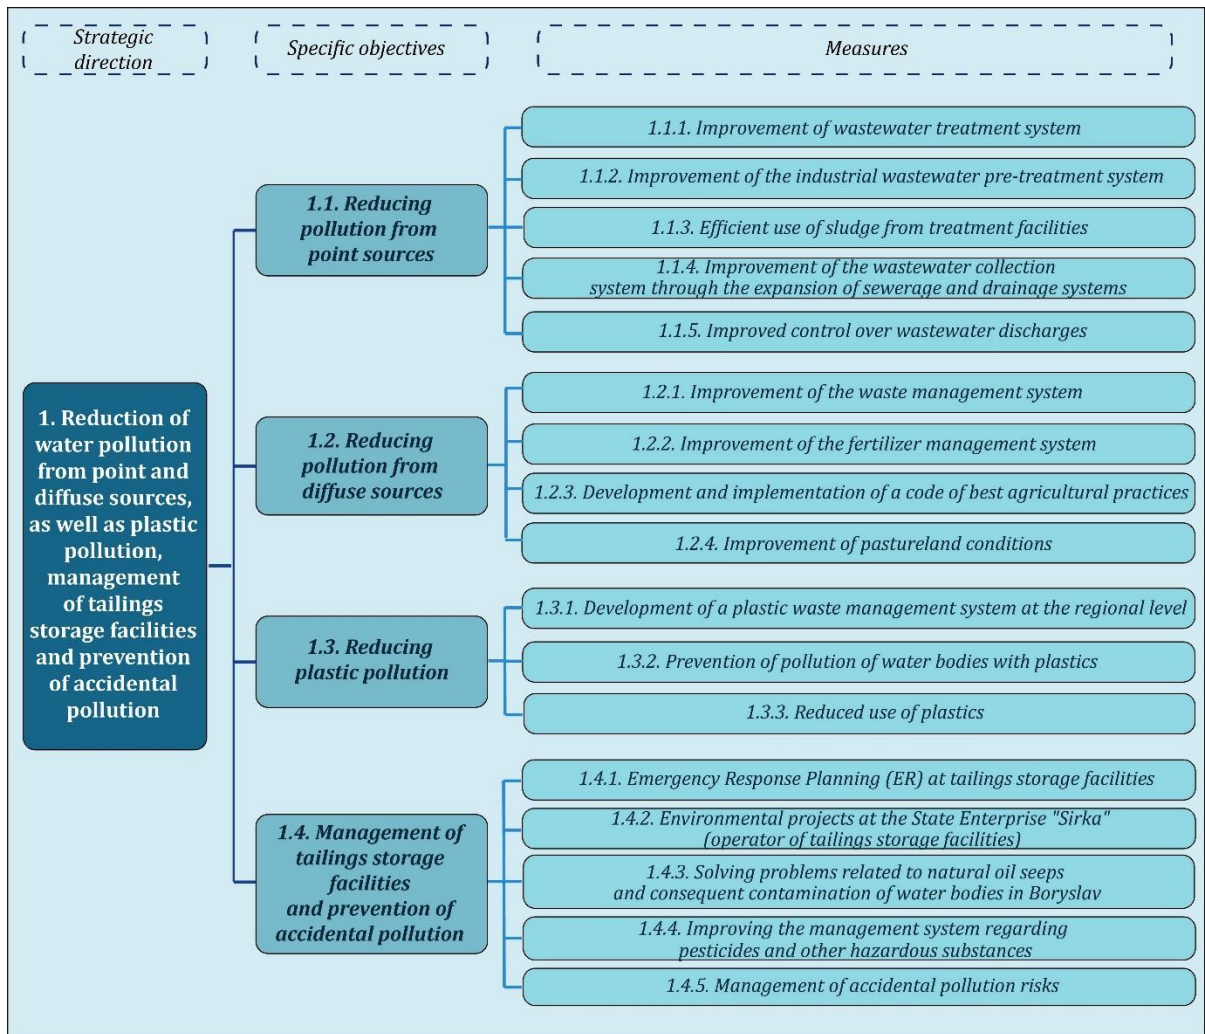 Strategic
direction
Specific objectives
Measures
1. Reduction of
water pollution
from point and
diffuse sources,
as well as plastic
pollution,
management
of tailings
storage facilities
and prevention
of accidental
pollution
1.1. Reducing
pollution from
point sources
1.1.1. Improvement of wastewater treatment system
1.1.2. Improvement of the industrial wastewater pre-treatment system
1.1.3. Efficient use of sludge from treatment facilities
1.1.4. Improvement of the wastewater collection
system through the expansion of sewerage and drainage systems
1.1.5. Improved control over wastewater discharges
1.2. Reducing
pollution from
diffuse sources
1.2.1. Improvement of the waste management system
1.2.2. Improvement of the fertilizer management system
1.2.3. Development and implementation of a code of best agricultural practices
1.2.4. Improvement of pastureland conditions
1.3. Reducing
plastic pollution
1.3.1. Development of a plastic waste management system at the regional level
1.3.2. Prevention of pollution of water bodies with plastics
1.3.3. Reduced use of plastics
1.4. Management of
tailings storage
facilities
and prevention of
accidental pollution
1.4.1. Emergency Response Planning (ER) at tailings storage facilities
1.4.2. Environmental projects at the State Enterprise "Sirka"
(operator of tailings storage facilities)
1.4.3. Solving problems related to natural oil seeps
and consequent contamination of water bodies in Boryslav
1.4.4. Improving the management system regarding
pesticides and other hazardous substances
1.4.5. Management of accidental pollution risks